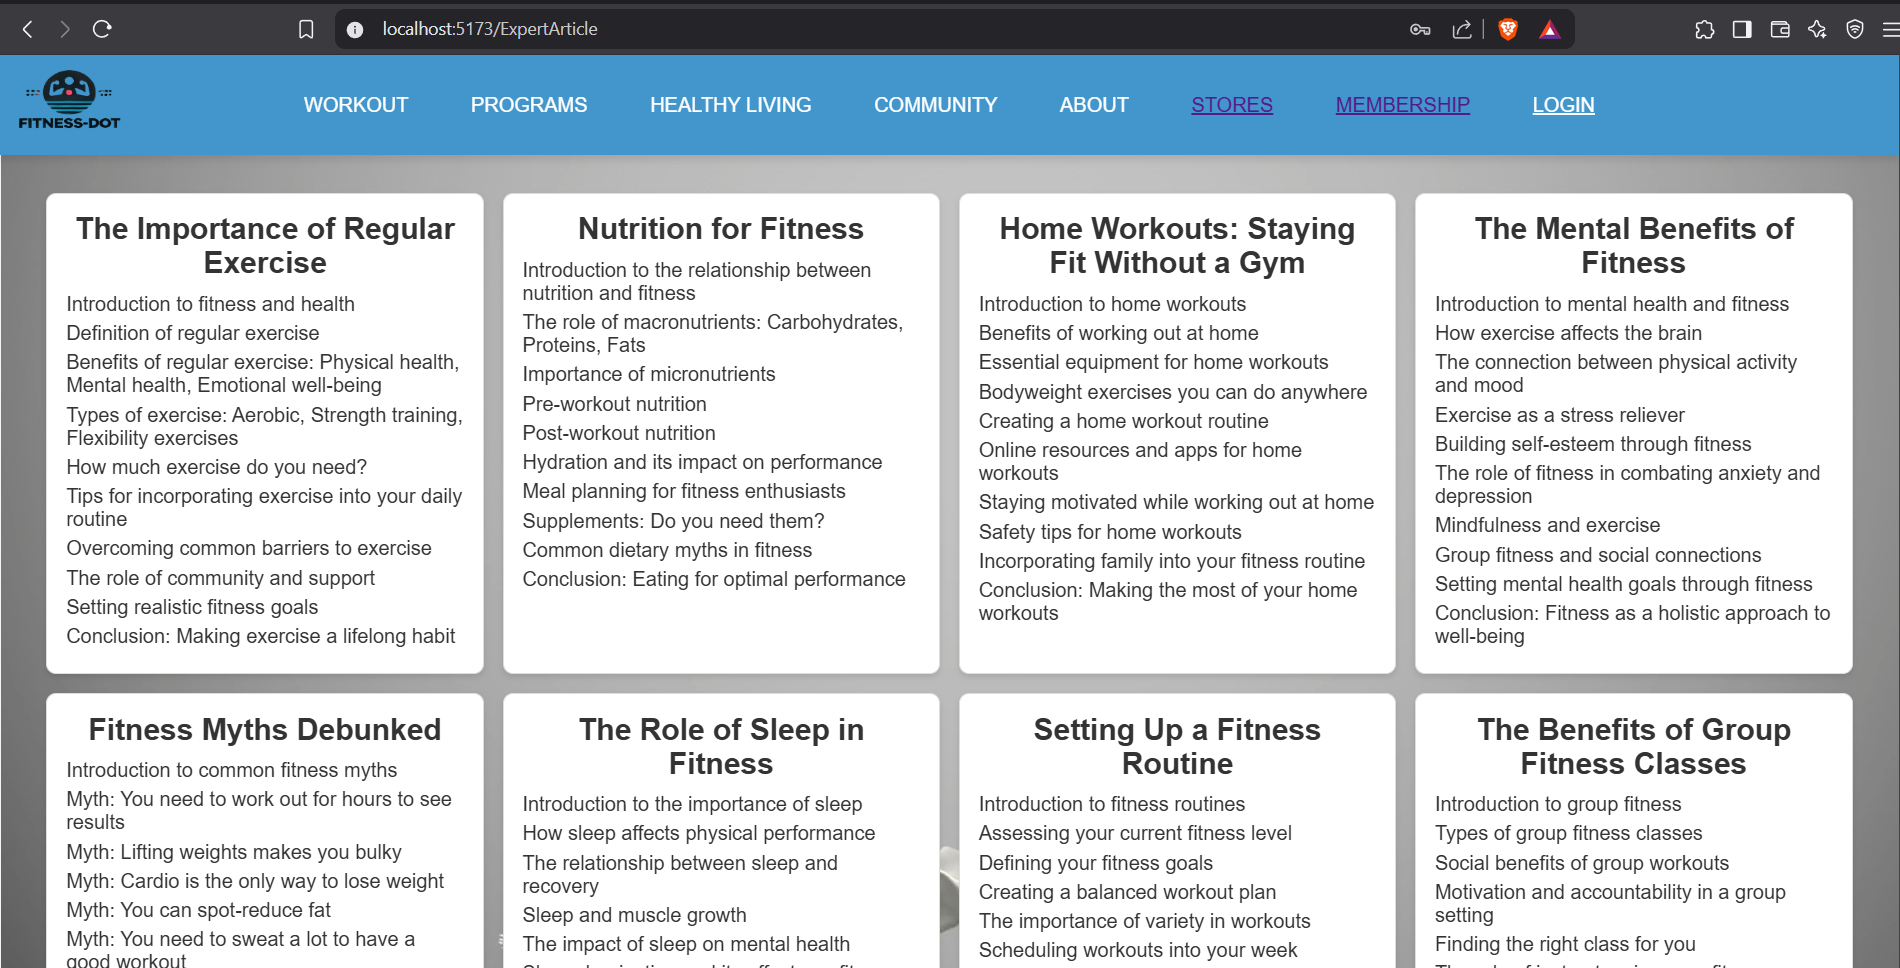 localhost:5173/ExpertArticle
FITNESS-DOT
WORKOUT
PROGRAMS
HEALTHY LIVING
COMMUNITY
ABOUT
STORES
MEMBERSHIP
LOGIN
The Importance of Regular
Exercise
Introduction to fitness and health
Definition of regular exercise
Benefits of regular exercise: Physical health,
Mental health, Emotional well-being
Types of exercise: Aerobic, Strength training,
Flexibility exercises
How much exercise do you need?
Tips for incorporating exercise into your daily
routine
Overcoming common barriers to exercise
The role of community and support
Setting realistic fitness goals
Conclusion: Making exercise a lifelong habit
Nutrition for Fitness
Introduction to the relationship between
nutrition and fitness
The role of macronutrients: Carbohydrates,
Proteins, Fats
Importance of micronutrients
Pre-workout nutrition
Post-workout nutrition
Hydration and its impact on performance
Meal planning for fitness enthusiasts
Supplements: Do you need them?
Common dietary myths in fitness
Conclusion: Eating for optimal performance
Home Workouts: Staying
Fit Without a Gym
Introduction to home workouts
Benefits of working out at home
Essential equipment for home workouts
Bodyweight exercises you can do anywhere
Creating a home workout routine
Online resources and apps for home
workouts
Staying motivated while working out at home
Safety tips for home workouts
Incorporating family into your fitness routine
Conclusion: Making the most of your home
workouts
The Mental Benefits of
Fitness
Introduction to mental health and fitness
How exercise affects the brain
The connection between physical activity
and mood
Exercise as a stress reliever
Building self-esteem through fitness
The role of fitness in combating anxiety and
depression
Mindfulness and exercise
Group fitness and social connections
Setting mental health goals through fitness
Conclusion: Fitness as a holistic approach to
well-being
Fitness Myths Debunked
Introduction to common fitness myths
Myth: You need to work out for hours to see
results
Myth: Lifting weights makes you bulky
Myth: Cardio is the only way to lose weight
Myth: You can spot-reduce fat
Myth: You need to sweat a lot to have a
good workout
The Role of Sleep in
Fitness
Introduction to the importance of sleep
How sleep affects physical performance
The relationship between sleep and
recovery
Sleep and muscle growth
The impact of sleep on mental health
Setting Up a Fitness
Routine
Introduction to fitness routines
Assessing your current fitness level
Defining your fitness goals
Creating a balanced workout plan
The importance of variety in workouts
Scheduling workouts into your week
The Benefits of Group
Fitness Classes
Introduction to group fitness
Types of group fitness classes
Social benefits of group workouts
Motivation and accountability in a group
setting
Finding the right class for you